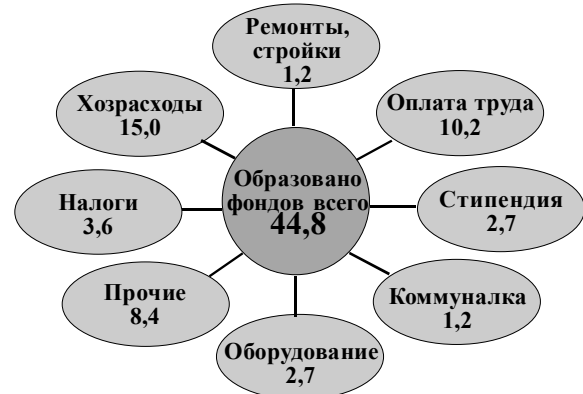 Ремонты,
стройки
1,2
Хозрасходы
15,0
Оплата труда
10,2
Образовано
фондов всего
44,8
Налоги
3,6
Стипендия
2,7
Прочие
8,4
Коммуналка
1,2
Оборудование
2,7